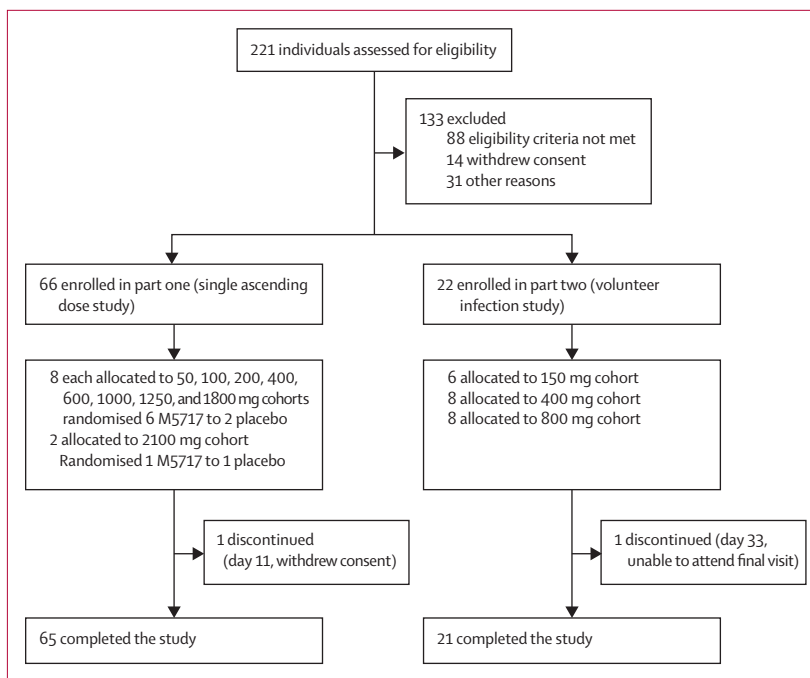 221 individuals assessed for eligibility
133 excluded
88 eligibility criteria not met
14 withdrew consent
31 other reasons
66 enrolled in part one (single ascending
dose study)
22 enrolled in part two (volunteer
infection study)
8 each allocated to 50, 100, 200, 400,
600, 1000, 1250, and 1800 mg cohorts
randomised 6 M5717 to 2 placebo
2 allocated to 2100 mg cohort
Randomised 1 M5717 to 1 placebo
6 allocated to 150 mg cohort
8 allocated to 400 mg cohort
8 allocated to 800 mg cohort
1 discontinued
(day 11, withdrew consent)
1 discontinued (day 33,
unable to attend final visit)
65 completed the study
21 completed the study